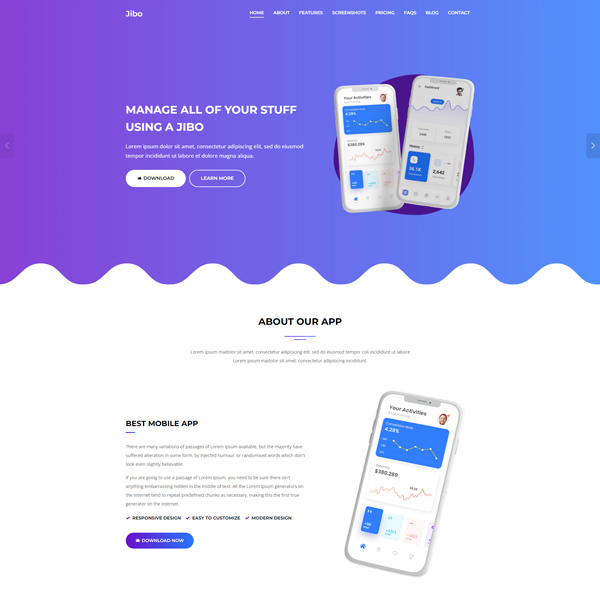 Jibo
HOME ABOUT FEATURES SCREENSHOTS PRICING FAQS BLOG CONTACT
MANAGE ALL OF YOUR STUFF
USING A JIBO
Lorem ipsum dolor sit amet, consectetur adipiscing elit, sed do eiusmod
tempor incididunt ut labore et dolore magna aliqua.
DOWNLOAD
LEARN MORE
Your Activities
4.28%
$380.289
Dashboard
History
36.1K
2,642
ABOUT OUR APP
Lorem ipsum madolor sit amet, consectetur adipiscing elit tempor incididunt ut labore et
Lorem ipsum madolor sit amet, consectetur adipiscing incididunt.
BEST MOBILE APP
There are many variations of passages of Lorem Ipsum available, but the majority have
suffered alteration in some form, by injected humour, or randomised words which don't
look even slightly believable.
If you are going to use a passage of Lorem Ipsum, you need to be sure there isn't
anything embarrassing hidden in the middle of text. All the Lorem Ipsum generators on
the Internet tend to repeat predefined chunks as necessary, making this the first true
generator on the Internet.
RESPONSIVE DESIGN EASY TO CUSTOMIZE MODERN DESIGN
DOWNLOAD NOW
Your Activities
Conversion Rate
4.28%
Balance
$380.289